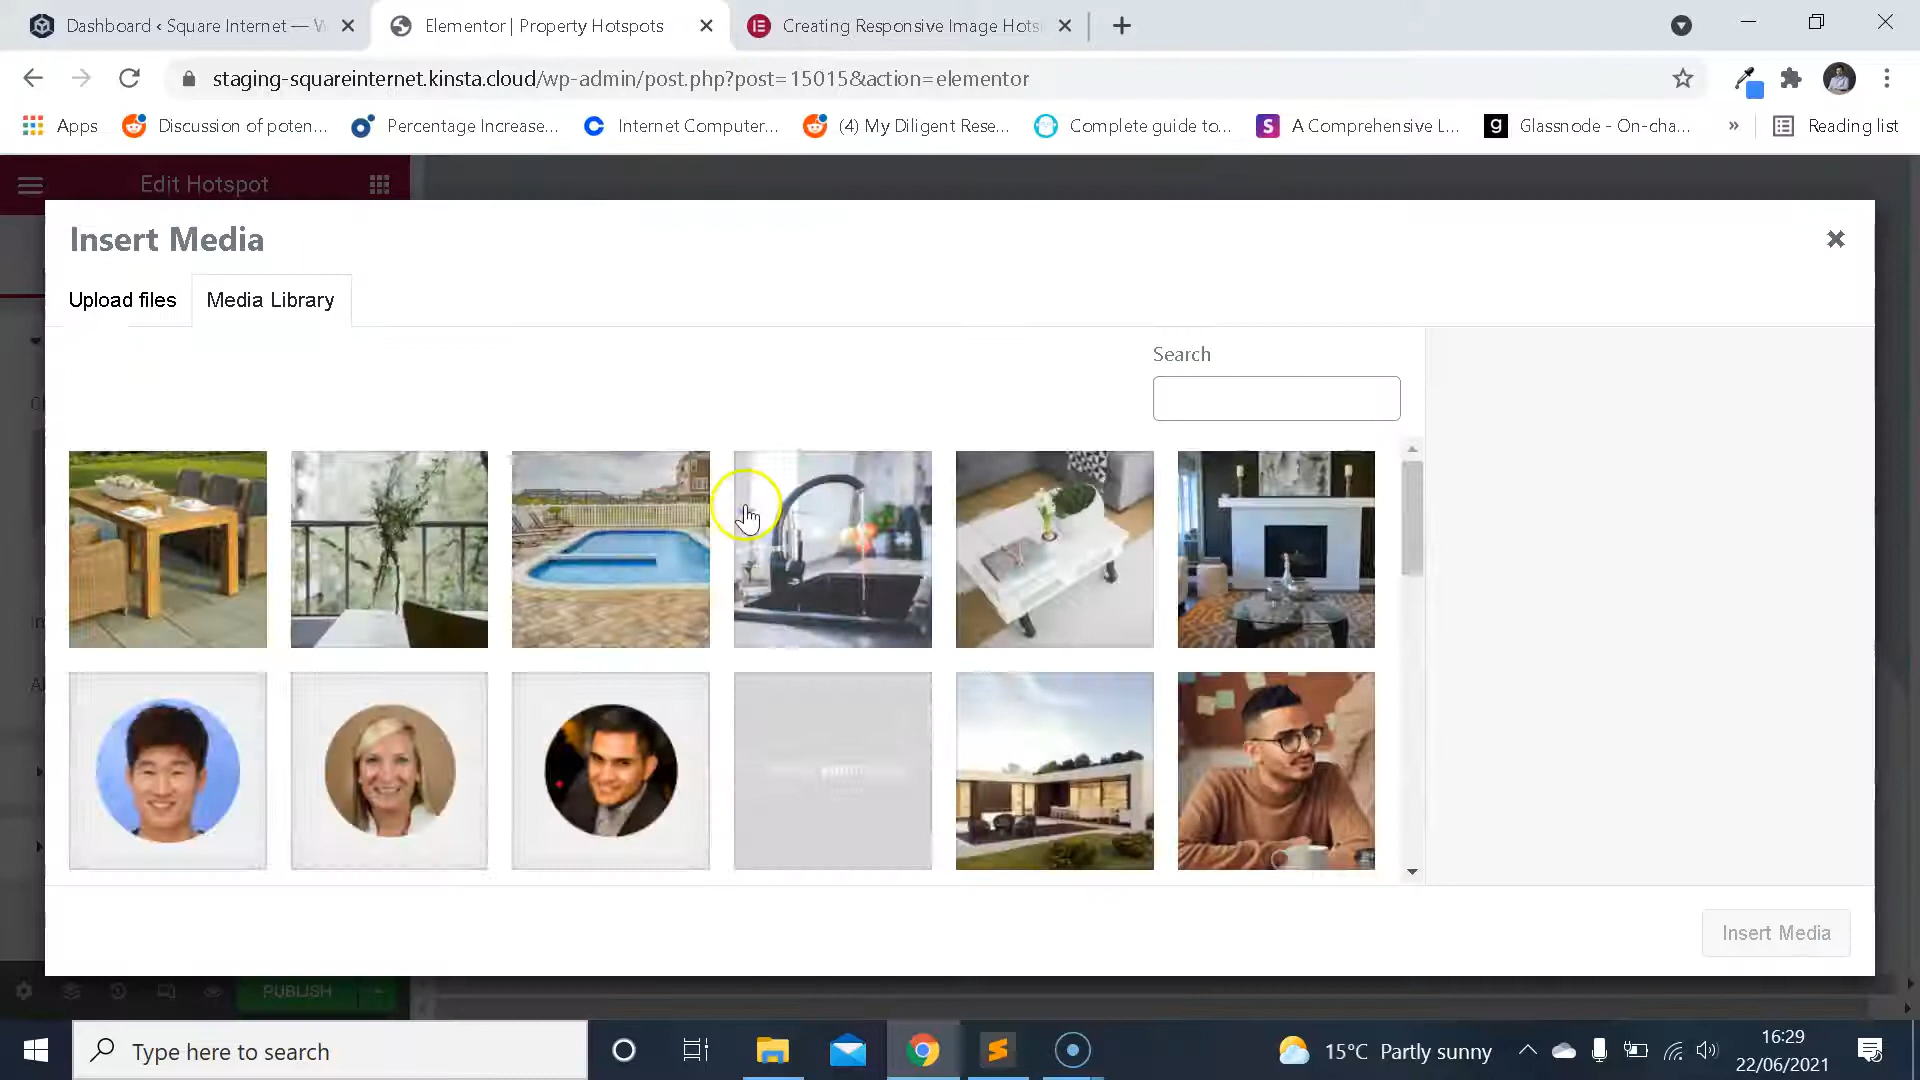 Dashboard ‹ Square Internet — W
Elementor | Property Hotspots
Creating Responsive Image Hots
staging-squareinternet.kinsta.cloud/wp-admin/post.php?post=15015&action=elementor
Apps
Discussion of poten...
Percentage Increase...
Internet Computer...
(4) My Diligent Rese...
Complete guide to...
A Comprehensive L...
Glassnode - On-cha...
»
Reading list
Edit Hotspot
Insert Media
Upload files
Media Library
Search
Insert Media
PUBLISH
Type here to search
15°C Partly sunny
16:29
22/06/2021